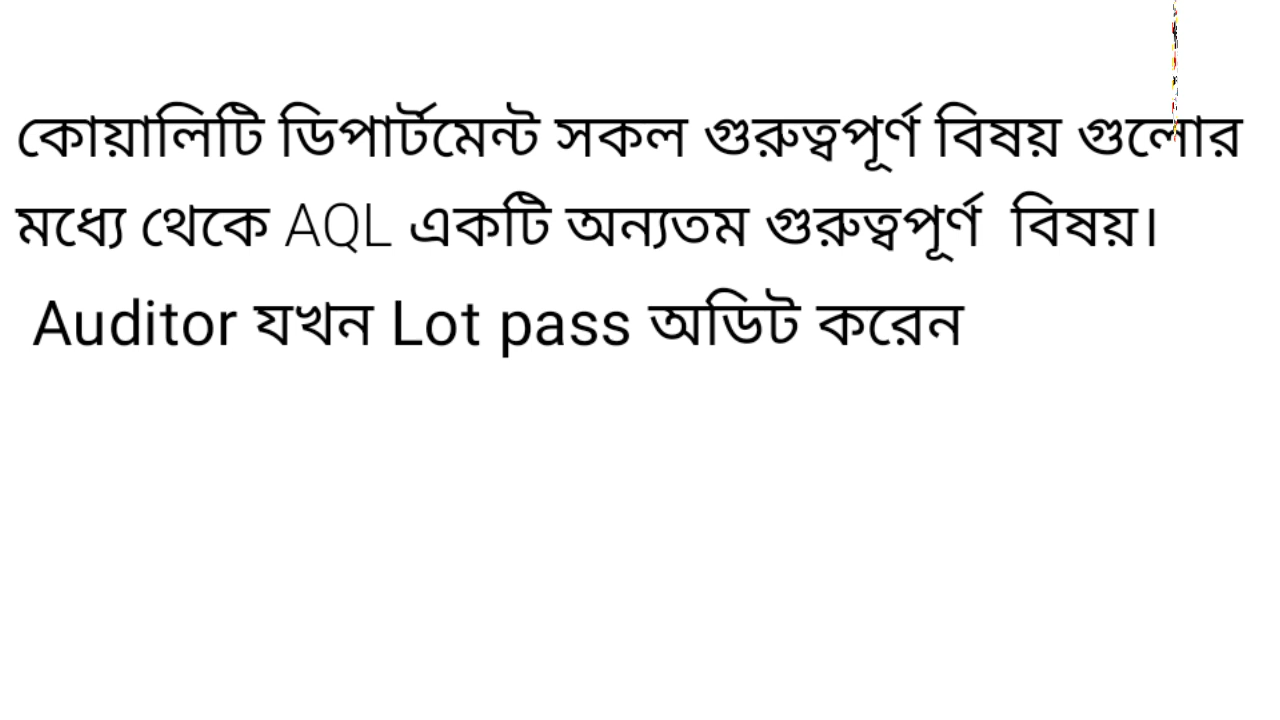 কোয়ালিটি ডিপার্টমেন্ট সকল গুরুত্বপূর্ণ বিষয় গুলোর
মধ্যে থেকে AQL একটি অন্যতম গুরুত্বপূর্ণ বিষয়।
Auditor যখন Lot pass অডিট করেন